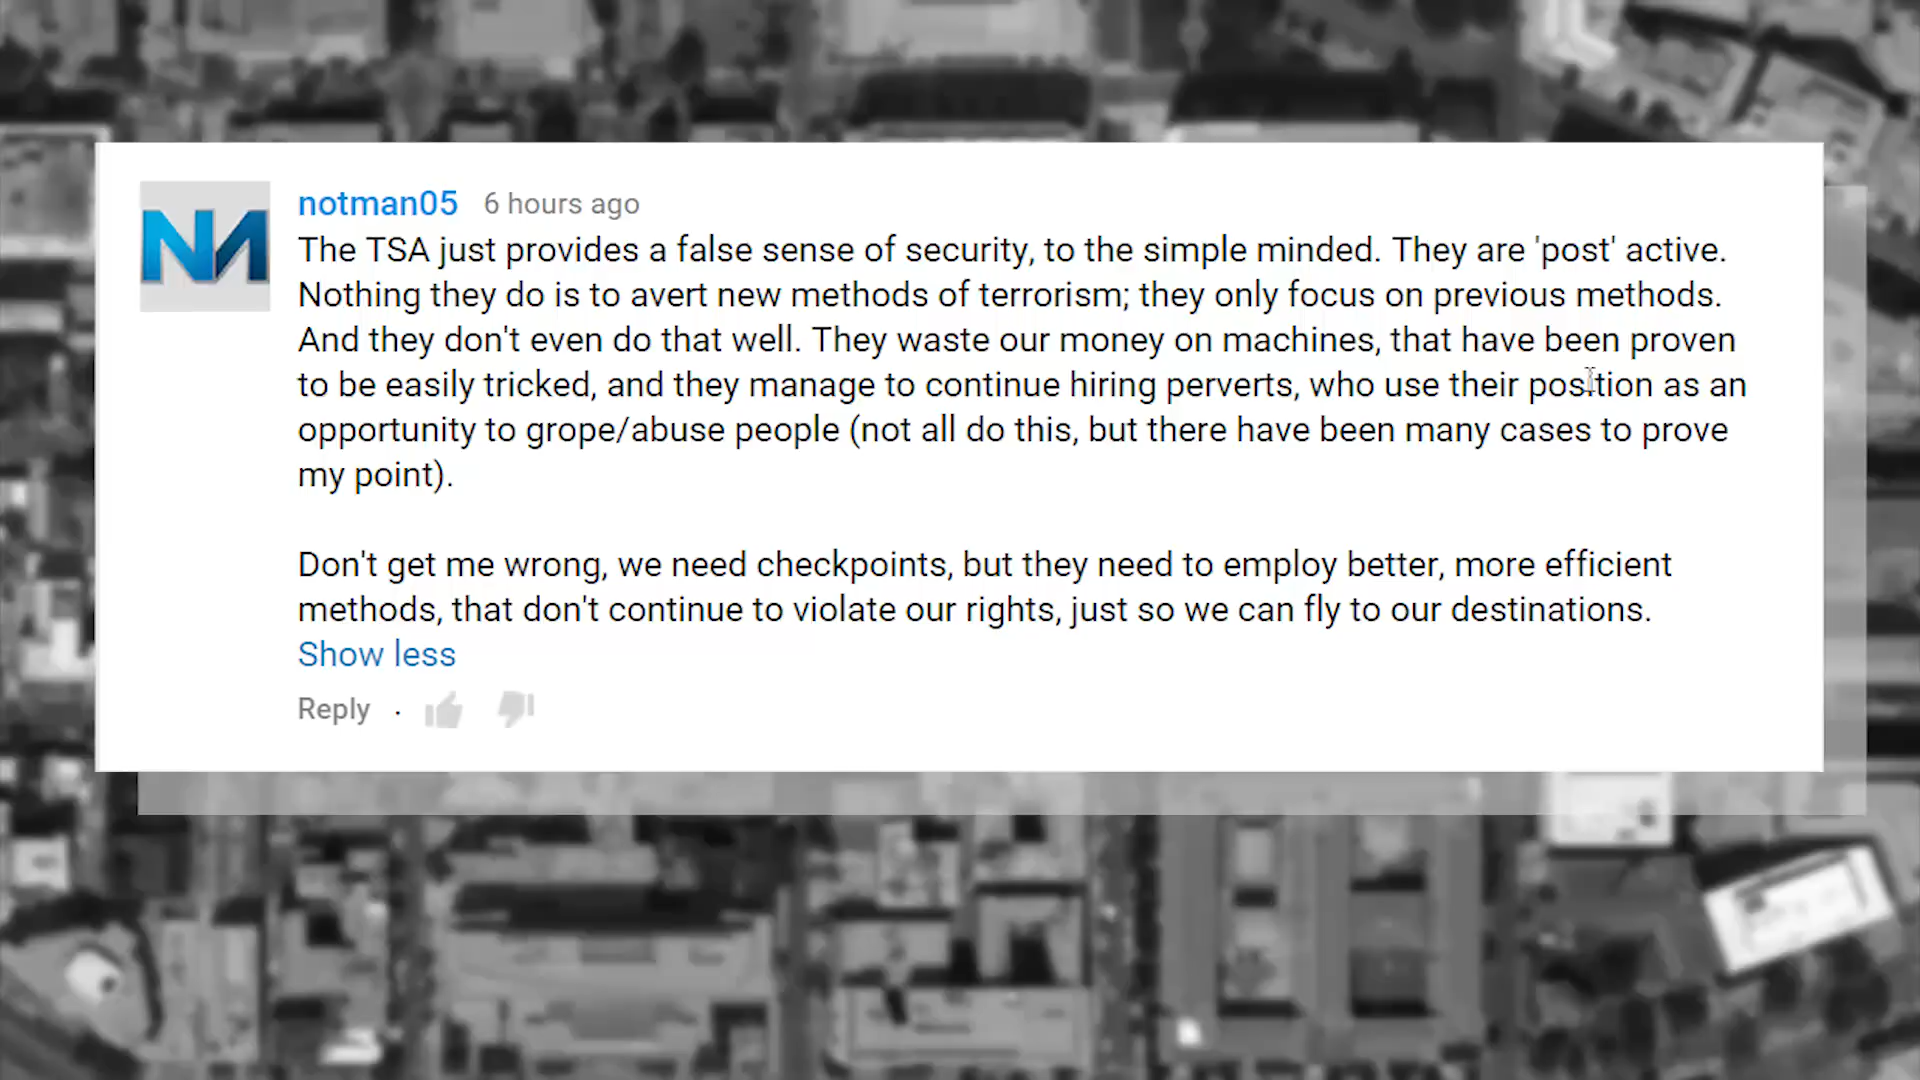 NM
notman05 6 hours ago
The TSA just provides a false sense of security, to the simple minded. They are 'post' active.
Nothing they do is to avert new methods of terrorism; they only focus on previous methods.
And they don't even do that well. They waste our money on machines, that have been proven
to be easily tricked, and they manage to continue hiring perverts, who use their position as an
opportunity to grope/abuse people (not all do this, but there have been many cases to prove
my point).
Don't get me wrong, we need checkpoints, but they need to employ better, more efficient
methods, that don't continue to violate our rights, just so we can fly to our destinations.
Show less
Reply ·